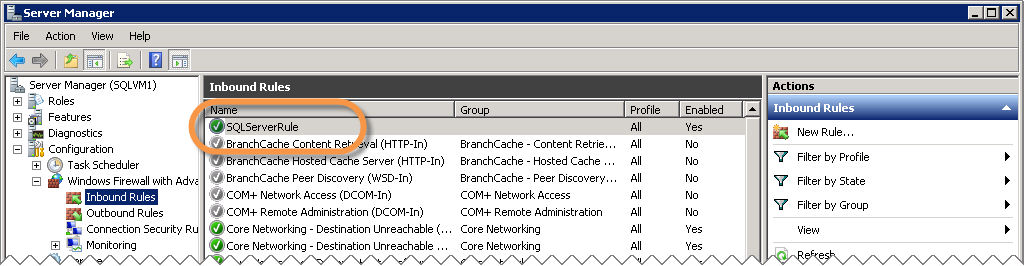 Server Manager
File Action View Help
Server Manager (SQLVM1)
Roles
Features
Diagnostics
Configuration
Task Scheduler
Windows Firewall with Adva
Inbound Rules
Outbound Rules
Connection Security Ru
Monitoring
Inbound Rules
Name Group Profile Enabled
SQLServerRule All Yes
BranchCache Content Retrieval (HTTP-In) BranchCache - Content Retrie... All No
BranchCache Hosted Cache Server (HTTP-In) BranchCache - Hosted Cache ... All No
BranchCache Peer Discovery (WSD-In) BranchCache - Peer Discovery... All No
COM+ Network Access (DCOM-In) COM+ Network Access All No
COM+ Remote Administration (DCOM-In) COM+ Remote Administration All No
Core Networking - Destination Unreachable (... Core Networking All Yes
Core Networking - Destination Unreachable ... Core Networking All Yes
Actions
Inbound Rules
New Rule...
Filter by Profile
Filter by State
Filter by Group
View
Refresh